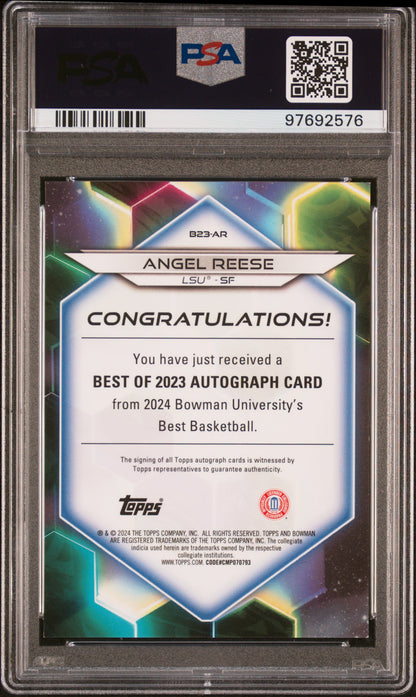 PSA
PSA
97692576
B23-AR
ANGEL REESE
LSU® - SF
CONGRATULATIONS!
You have just received a
BEST OF 2023 AUTOGRAPH CARD
from 2024 Bowman University's
Best Basketball.
The signing of all Topps autograph cards is witnessed by
Topps representatives to guarantee authenticity.
Topps®
® & © 2024 THE TOPPS COMPANY, INC. ALL RIGHTS RESERVED. TOPPS AND BOWMAN
ARE REGISTERED TRADEMARKS OF THE TOPPS COMPANY, INC. The collegiate
indicia used herein are trademarks owned by the respective
collegiate institutions.
WWW.TOPPS.COM CODE#CMP070793